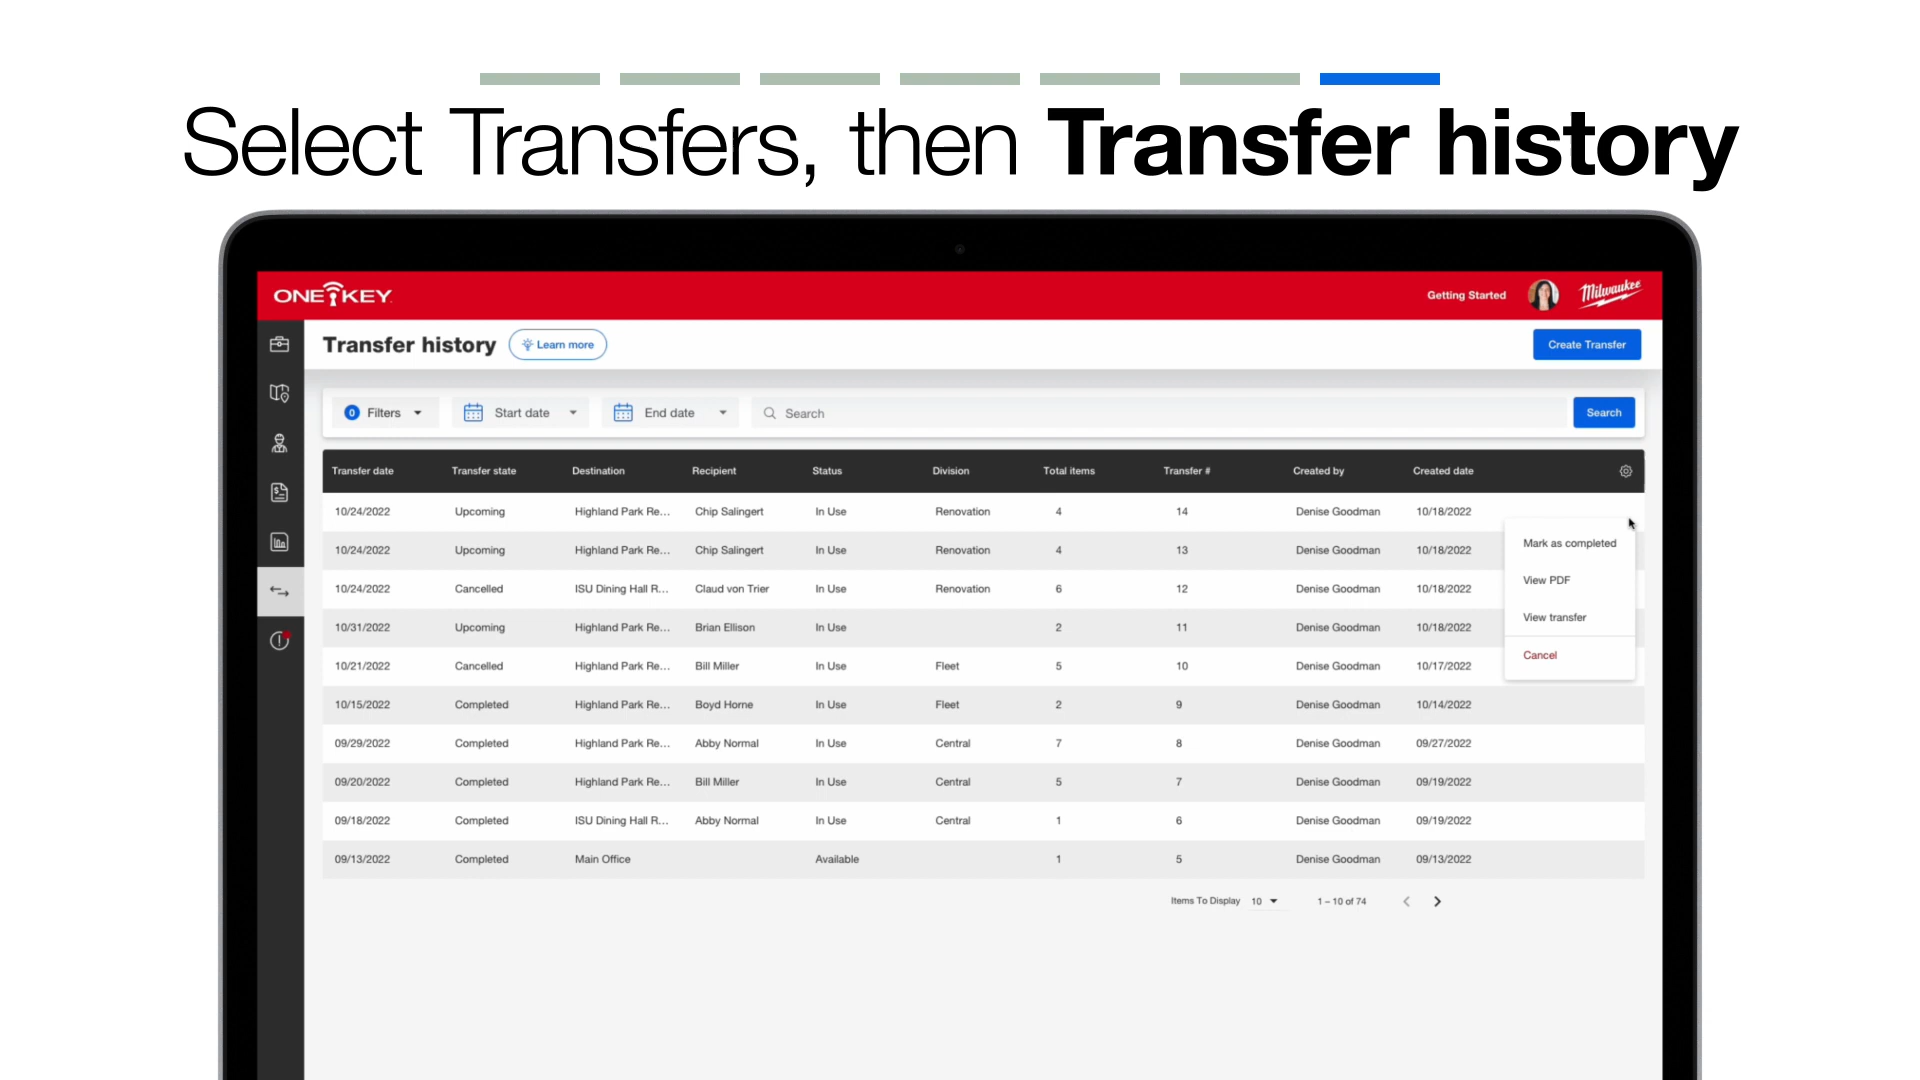 Select Transfers, then Transfer history
ONE KEY
Getting Started
Milwaukee
Transfer history
Learn more
Create Transfer
0 Filters
Start date
End date
Search
Search
Transfer date Transfer state Destination Recipient Status Division Total items Transfer # Created by Created date
10/24/2022 Upcoming Highland Park Re... Chip Salingert In Use Renovation 4 14 Denise Goodman 10/18/2022
10/24/2022 Upcoming Highland Park Re... Chip Salingert In Use Renovation 4 13 Denise Goodman 10/18/2022
10/24/2022 Cancelled ISU Dining Hall R... Claud von Trier In Use Renovation 6 12 Denise Goodman 10/18/2022
10/31/2022 Upcoming Highland Park Re... Brian Ellison In Use 2 11 Denise Goodman 10/18/2022
10/21/2022 Cancelled Highland Park Re... Bill Miller In Use Fleet 5 10 Denise Goodman 10/17/2022
10/15/2022 Completed Highland Park Re... Boyd Horne In Use Fleet 2 9 Denise Goodman 10/14/2022
09/29/2022 Completed Highland Park Re... Abby Normal In Use Central 7 8 Denise Goodman 09/27/2022
09/20/2022 Completed Highland Park Re... Bill Miller In Use Central 5 7 Denise Goodman 09/19/2022
09/18/2022 Completed ISU Dining Hall R... Abby Normal In Use Central 1 6 Denise Goodman 09/19/2022
09/13/2022 Completed Main Office Available 1 5 Denise Goodman 09/13/2022
Mark as completed
View PDF
View transfer
Cancel
Items To Display 10 1 – 10 of 74